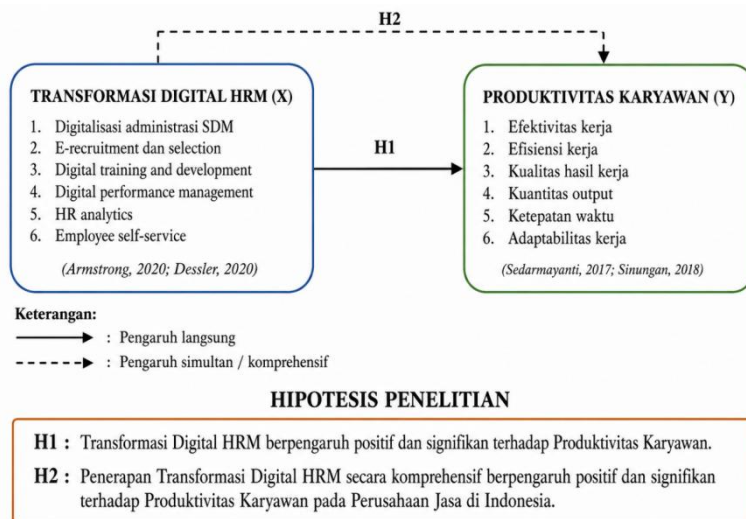 H2
TRANSFORMASI DIGITAL HRM (X)
1. Digitalisasi administrasi SDM
2. E-recruitment dan selection
3. Digital training and development
4. Digital performance management
5. HR analytics
6. Employee self-service
(Armstrong, 2020; Dessler, 2020)
H1
PRODUKTIVITAS KARYAWAN (Y)
1. Efektivitas kerja
2. Efisiensi kerja
3. Kualitas hasil kerja
4. Kuantitas output
5. Ketepatan waktu
6. Adaptabilitas kerja
(Sedarmayanti, 2017; Sinungan, 2018)
Keterangan:
: Pengaruh langsung
: Pengaruh simultan / komprehensif
HIPOTESIS PENELITIAN
H1 : Transformasi Digital HRM berpengaruh positif dan signifikan terhadap Produktivitas Karyawan.
H2 : Penerapan Transformasi Digital HRM secara komprehensif berpengaruh positif dan signifikan
terhadap Produktivitas Karyawan pada Perusahaan Jasa di Indonesia.